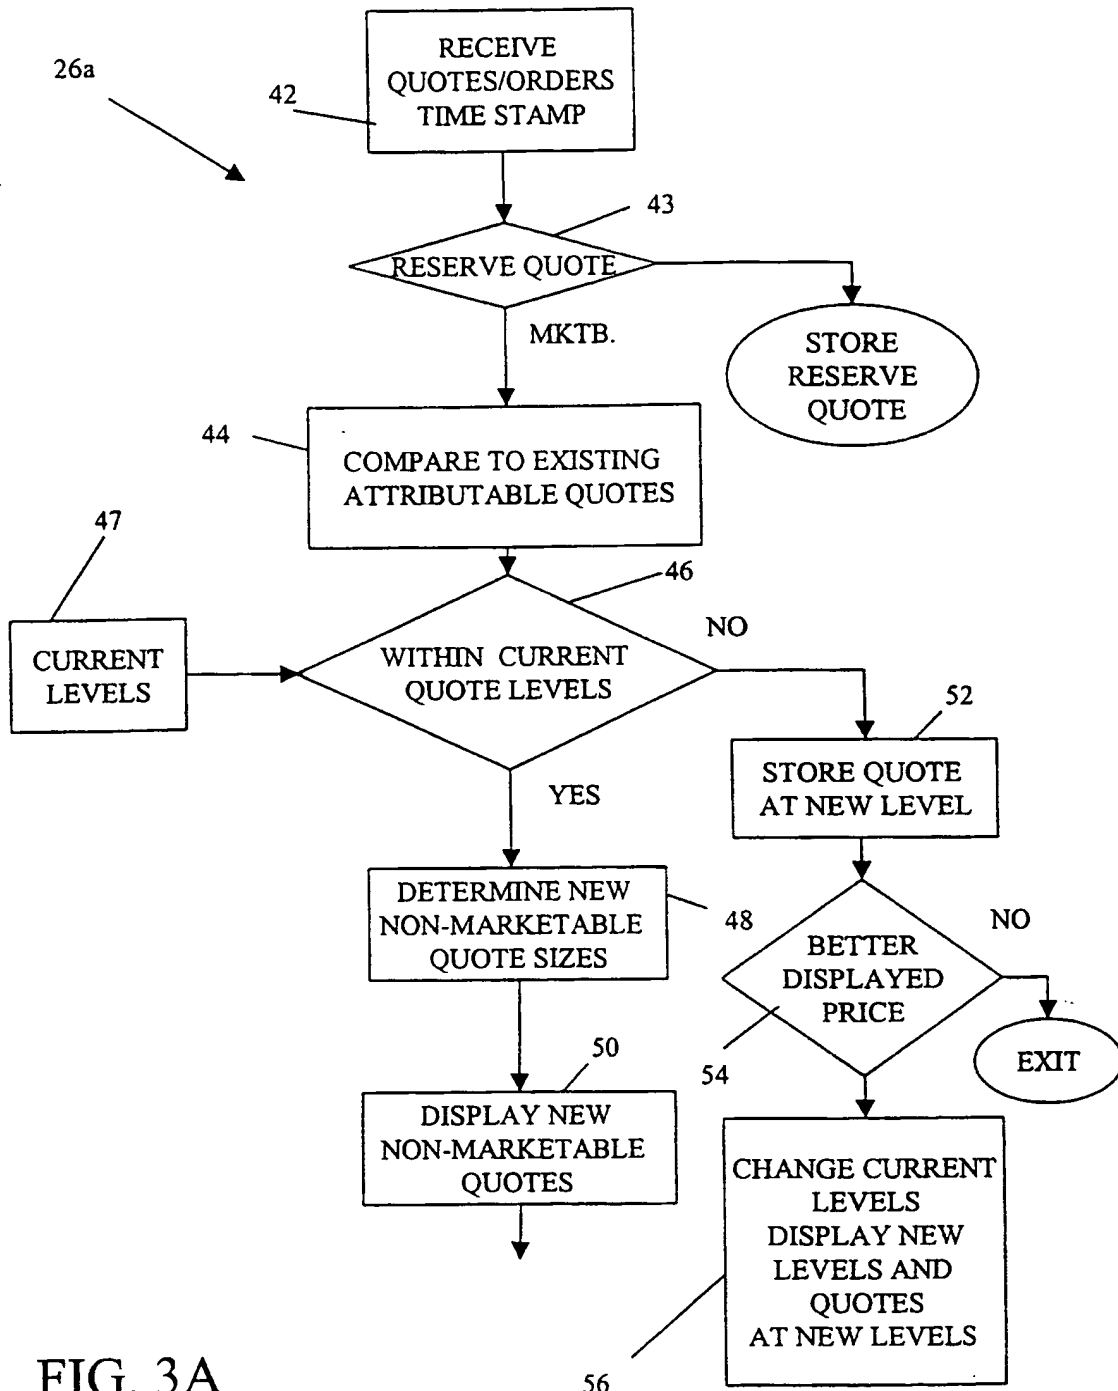 RECEIVE
QUOTES/ORDERS
TIME STAMP
26a
42
43
RESERVE QUOTE
MKTB.
STORE
RESERVE
QUOTE
44
COMPARE TO EXISTING
ATTRIBUTABLE QUOTES
47
46
CURRENT
LEVELS
WITHIN CURRENT
QUOTE LEVELS
NO
52
STORE QUOTE
AT NEW LEVEL
YES
DETERMINE NEW
NON-MARKETABLE
QUOTE SIZES
48
BETTER
DISPLAYED
PRICE
NO
54
EXIT
50
DISPLAY NEW
NON-MARKETABLE
QUOTES
CHANGE CURRENT
LEVELS
DISPLAY NEW
LEVELS AND
QUOTES
AT NEW LEVELS
56
FIG. 3A